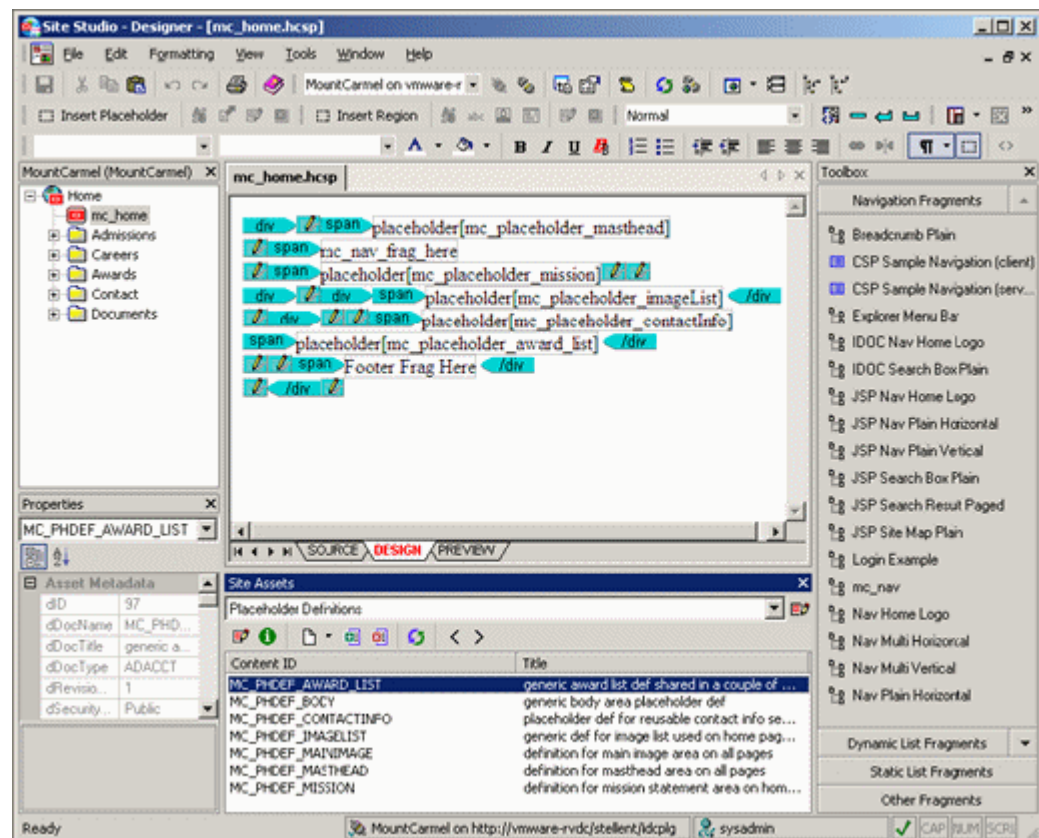 Site Studio - Designer - [mc_home.hcsp]
File Edit Formatting View Tools Window Help
MountCarmel on vmware-r
Insert Placeholder Insert Region Normal
A B I U
MountCarmel (MountCarmel)
Home
mc_home
Admissions
Careers
Awards
Contact
Documents
mc_home.hcsp
div span placeholder[mc_placeholder_masthead]
span mc_nav_frag_here
span placeholder[mc_placeholder_mission]
div div span placeholder[mc_placeholder_imageList] /div
div span placeholder[mc_placeholder_contactInfo]
span placeholder[mc_placeholder_award_list] /div
span Footer Frag Here /div
/div
SOURCE DESIGN PREVIEW
Properties
MC_PHDEF_AWARD_LIST
Asset Metadata
dID 97
dDocName MC_PHD...
dDocTitle generic a...
dDocType ADACCT
dRevisio... 1
dSecurity... Public
Site Assets
Placeholder Definitions
Content ID Title
MC_PHDEF_AWARD_LIST generic award list def shared in a couple of ...
MC_PHDEF_BODY generic body area placeholder def
MC_PHDEF_CONTACTINFO placeholder def for reusable contact info se...
MC_PHDEF_IMAGELIST generic def for image list used on home pag...
MC_PHDEF_MAINIMAGE definition for main image area on all pages
MC_PHDEF_MASTHEAD definition for masthead area on all pages
MC_PHDEF_MISSION definition for mission statement area on hom...
Toolbox
Navigation Fragments
Breadcrumb Plain
CSP Sample Navigation (client)
CSP Sample Navigation (serv...
Explorer Menu Bar
IDOC Nav Home Logo
IDOC Search Box Plain
JSP Nav Home Logo
JSP Nav Plain Horizontal
JSP Nav Plain Vertical
JSP Search Box Plain
JSP Search Result Paged
JSP Site Map Plain
Login Example
mc_nav
Nav Home Logo
Nav Multi Horizontal
Nav Multi Vertical
Nav Plain Horizontal
Dynamic List Fragments
Static List Fragments
Other Fragments
Ready MountCarmel on http://vmware-rvdc/stellent/idcplg sysadmin CAP NUM SCRL